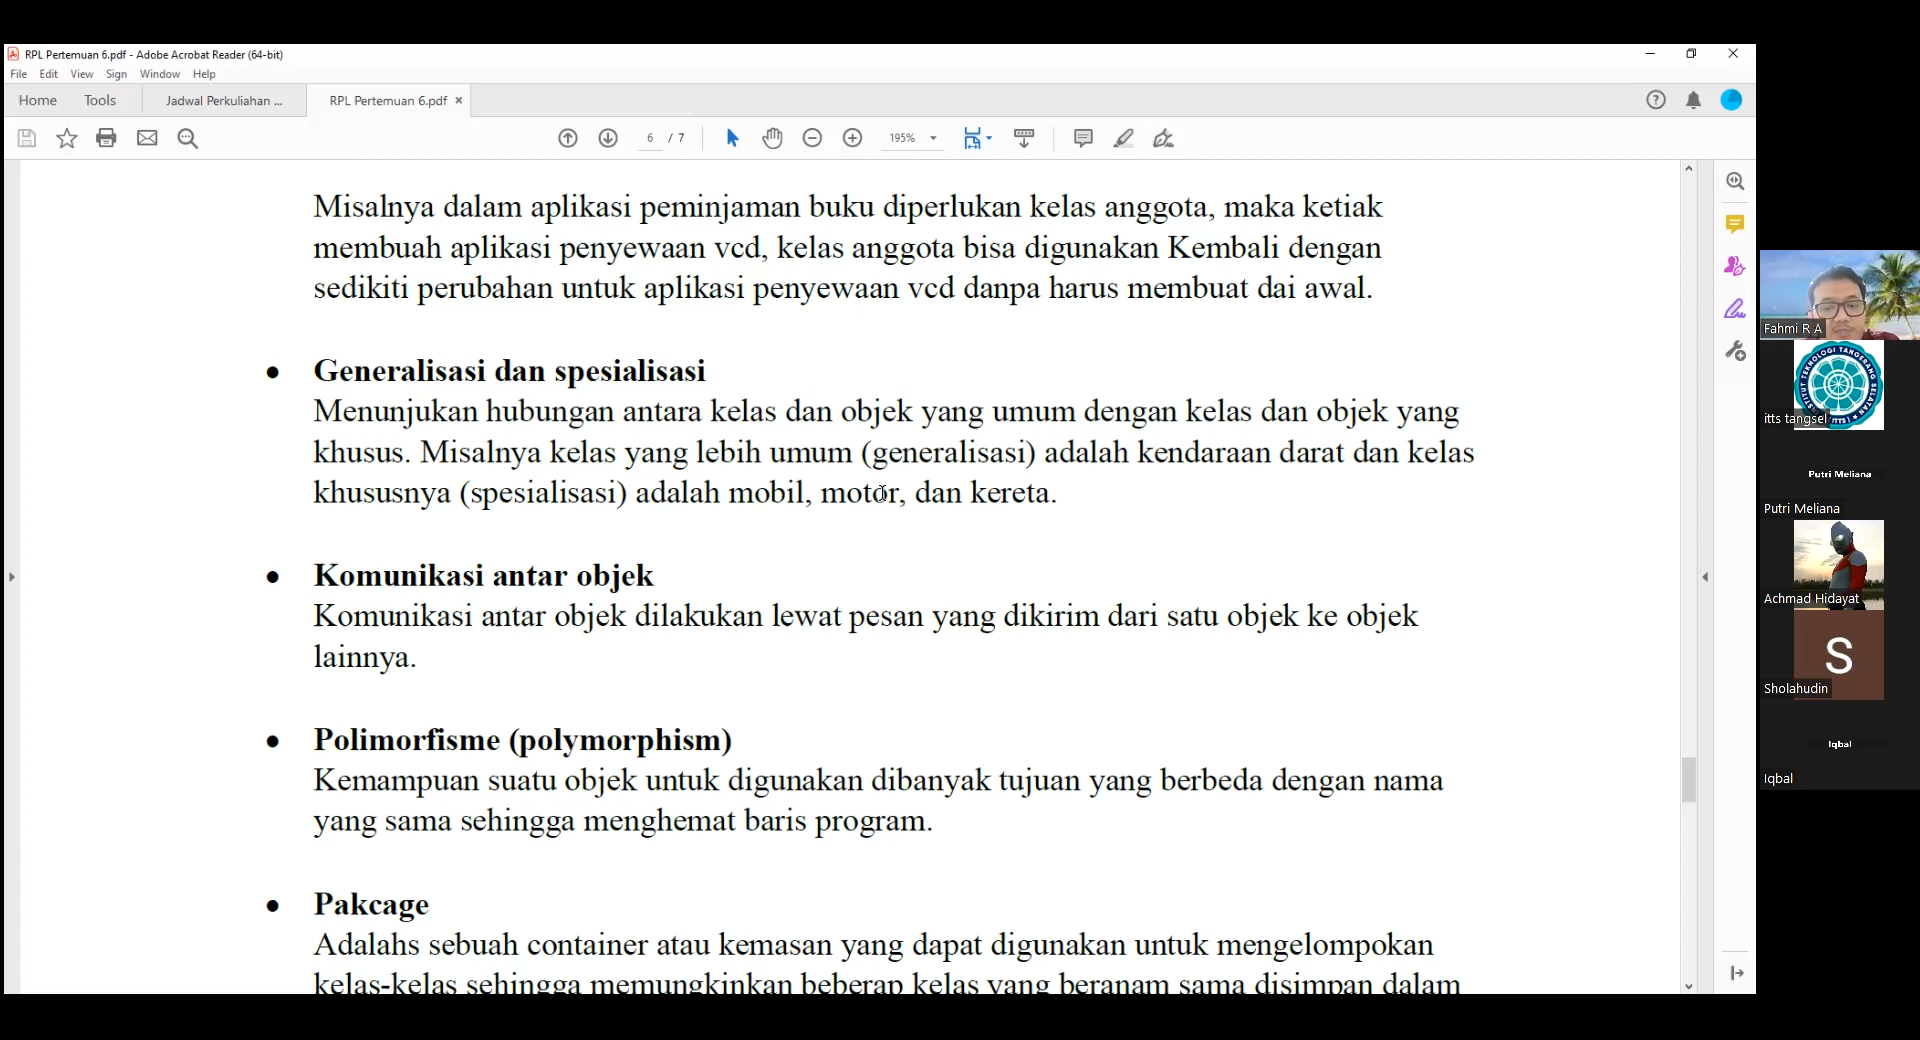 RPL Pertemuan 6.pdf - Adobe Acrobat Reader (64-bit)
File Edit View Sign Window Help
Home Tools Jadwal Perkuliahan ... RPL Pertemuan 6.pdf ×
6 / 7 195%
Misalnya dalam aplikasi peminjaman buku diperlukan kelas anggota, maka ketiak
membuah aplikasi penyewaan vcd, kelas anggota bisa digunakan Kembali dengan
sedikiti perubahan untuk aplikasi penyewaan vcd danpa harus membuat dai awal.
• Generalisasi dan spesialisasi
Menunjukan hubungan antara kelas dan objek yang umum dengan kelas dan objek yang
khusus. Misalnya kelas yang lebih umum (generalisasi) adalah kendaraan darat dan kelas
khususnya (spesialisasi) adalah mobil, motor, dan kereta.
• Komunikasi antar objek
Komunikasi antar objek dilakukan lewat pesan yang dikirim dari satu objek ke objek
lainnya.
• Polimorfisme (polymorphism)
Kemampuan suatu objek untuk digunakan dibanyak tujuan yang berbeda dengan nama
yang sama sehingga menghemat baris program.
• Pakcage
Adalahs sebuah container atau kemasan yang dapat digunakan untuk mengelompokan
kelas-kelas sehingga memungkinkan beberap kelas yang beranam sama disimpan dalam
Fahmi R A
INSTITUT TEKNOLOGI TANGERANG SELATAN
(ITTS)
itts tangsel
Putri Meliana
Putri Meliana
Achmad Hidayat
S
Sholahudin
Iqbal
Iqbal